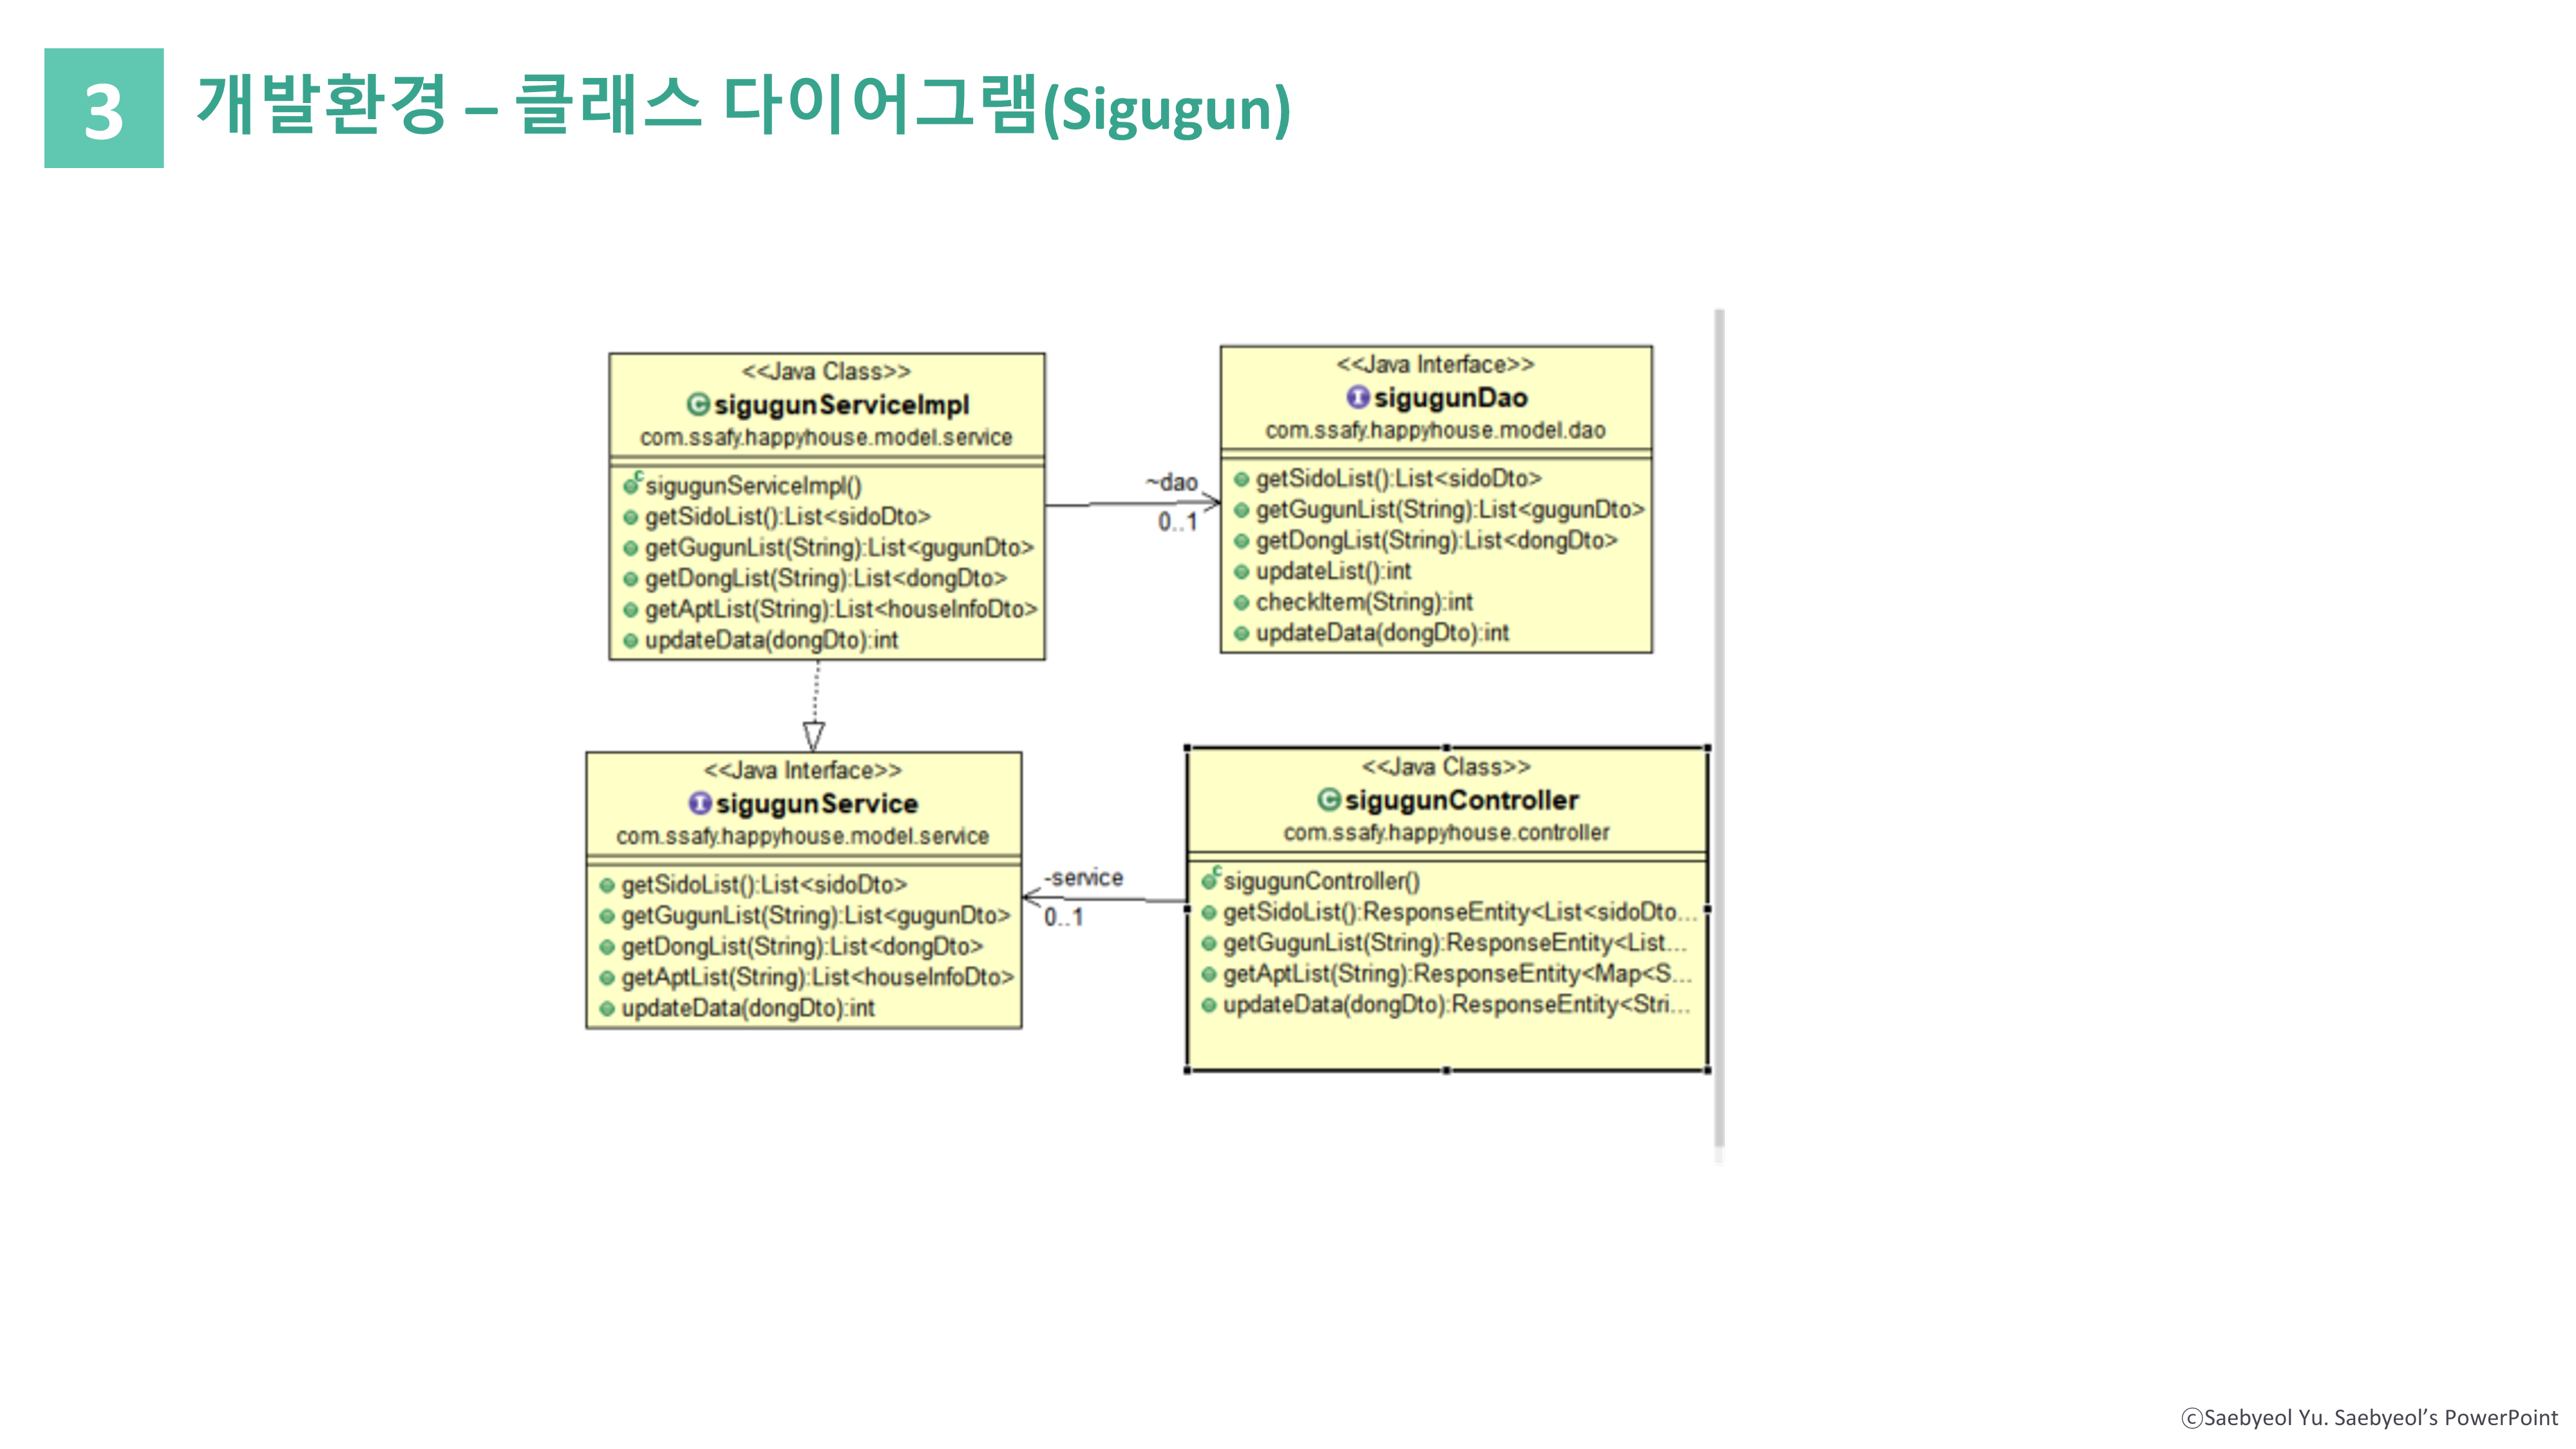 3
개발환경 – 클래스 다이어그램(Sigugun)
<<Java Class>>
sigugunServiceImpl
com.ssafy.happyhouse.model.service
sigugunServiceImpl()
getSidoList():List<sidoDto>
getGugunList(String):List<gugunDto>
getDongList(String):List<dongDto>
getAptList(String):List<houseInfoDto>
updateData(dongDto):int
~dao
0..1
<<Java Interface>>
sigugunDao
com.ssafy.happyhouse.model.dao
getSidoList():List<sidoDto>
getGugunList(String):List<gugunDto>
getDongList(String):List<dongDto>
updateList():int
checkItem(String):int
updateData(dongDto):int
<<Java Interface>>
sigugunService
com.ssafy.happyhouse.model.service
getSidoList():List<sidoDto>
getGugunList(String):List<gugunDto>
getDongList(String):List<dongDto>
getAptList(String):List<houseInfoDto>
updateData(dongDto):int
-service
0..1
<<Java Class>>
sigugunController
com.ssafy.happyhouse.controller
sigugunController()
getSidoList():ResponseEntity<List<sidoDto...
getGugunList(String):ResponseEntity<List...
getAptList(String):ResponseEntity<Map<S...
updateData(dongDto):ResponseEntity<Stri...
ⓒSaebyeol Yu. Saebyeol’s PowerPoint